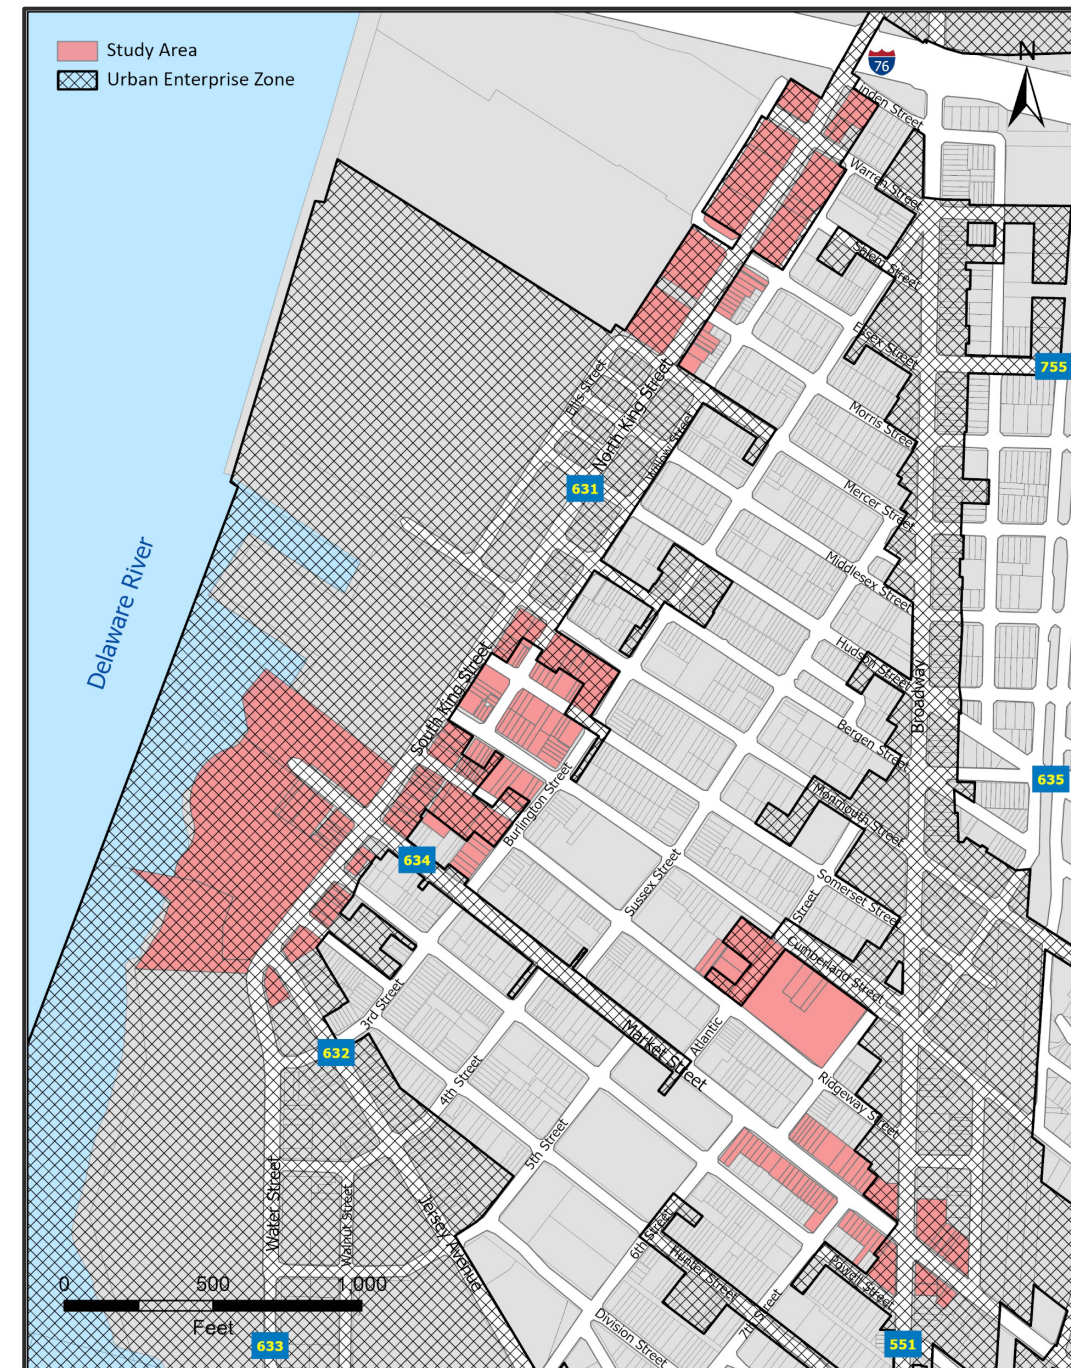 Study Area
Urban Enterprise Zone
76
N
Linden Street
Warren Street
Salem Street
Essex Street
755
Morris Street
Ellis Street
North King Street
Willow Street
631
Mercer Street
Middlesex Street
Delaware River
Hudson Street
Broadway
South King Street
Bergen Street
635
Monmouth Street
Burlington Street
634
Sussex Street
Somerset Street
Street
Cumberland Street
3rd Street
Atlantic
Market Street
632
4th Street
Ridgeway Street
5th Street
Water Street
Walnut Street
Jersey Avenue
6th Street
Hunter Street
Powell Street
7th Street
Division Street
0 500 1,000
Feet
633
551